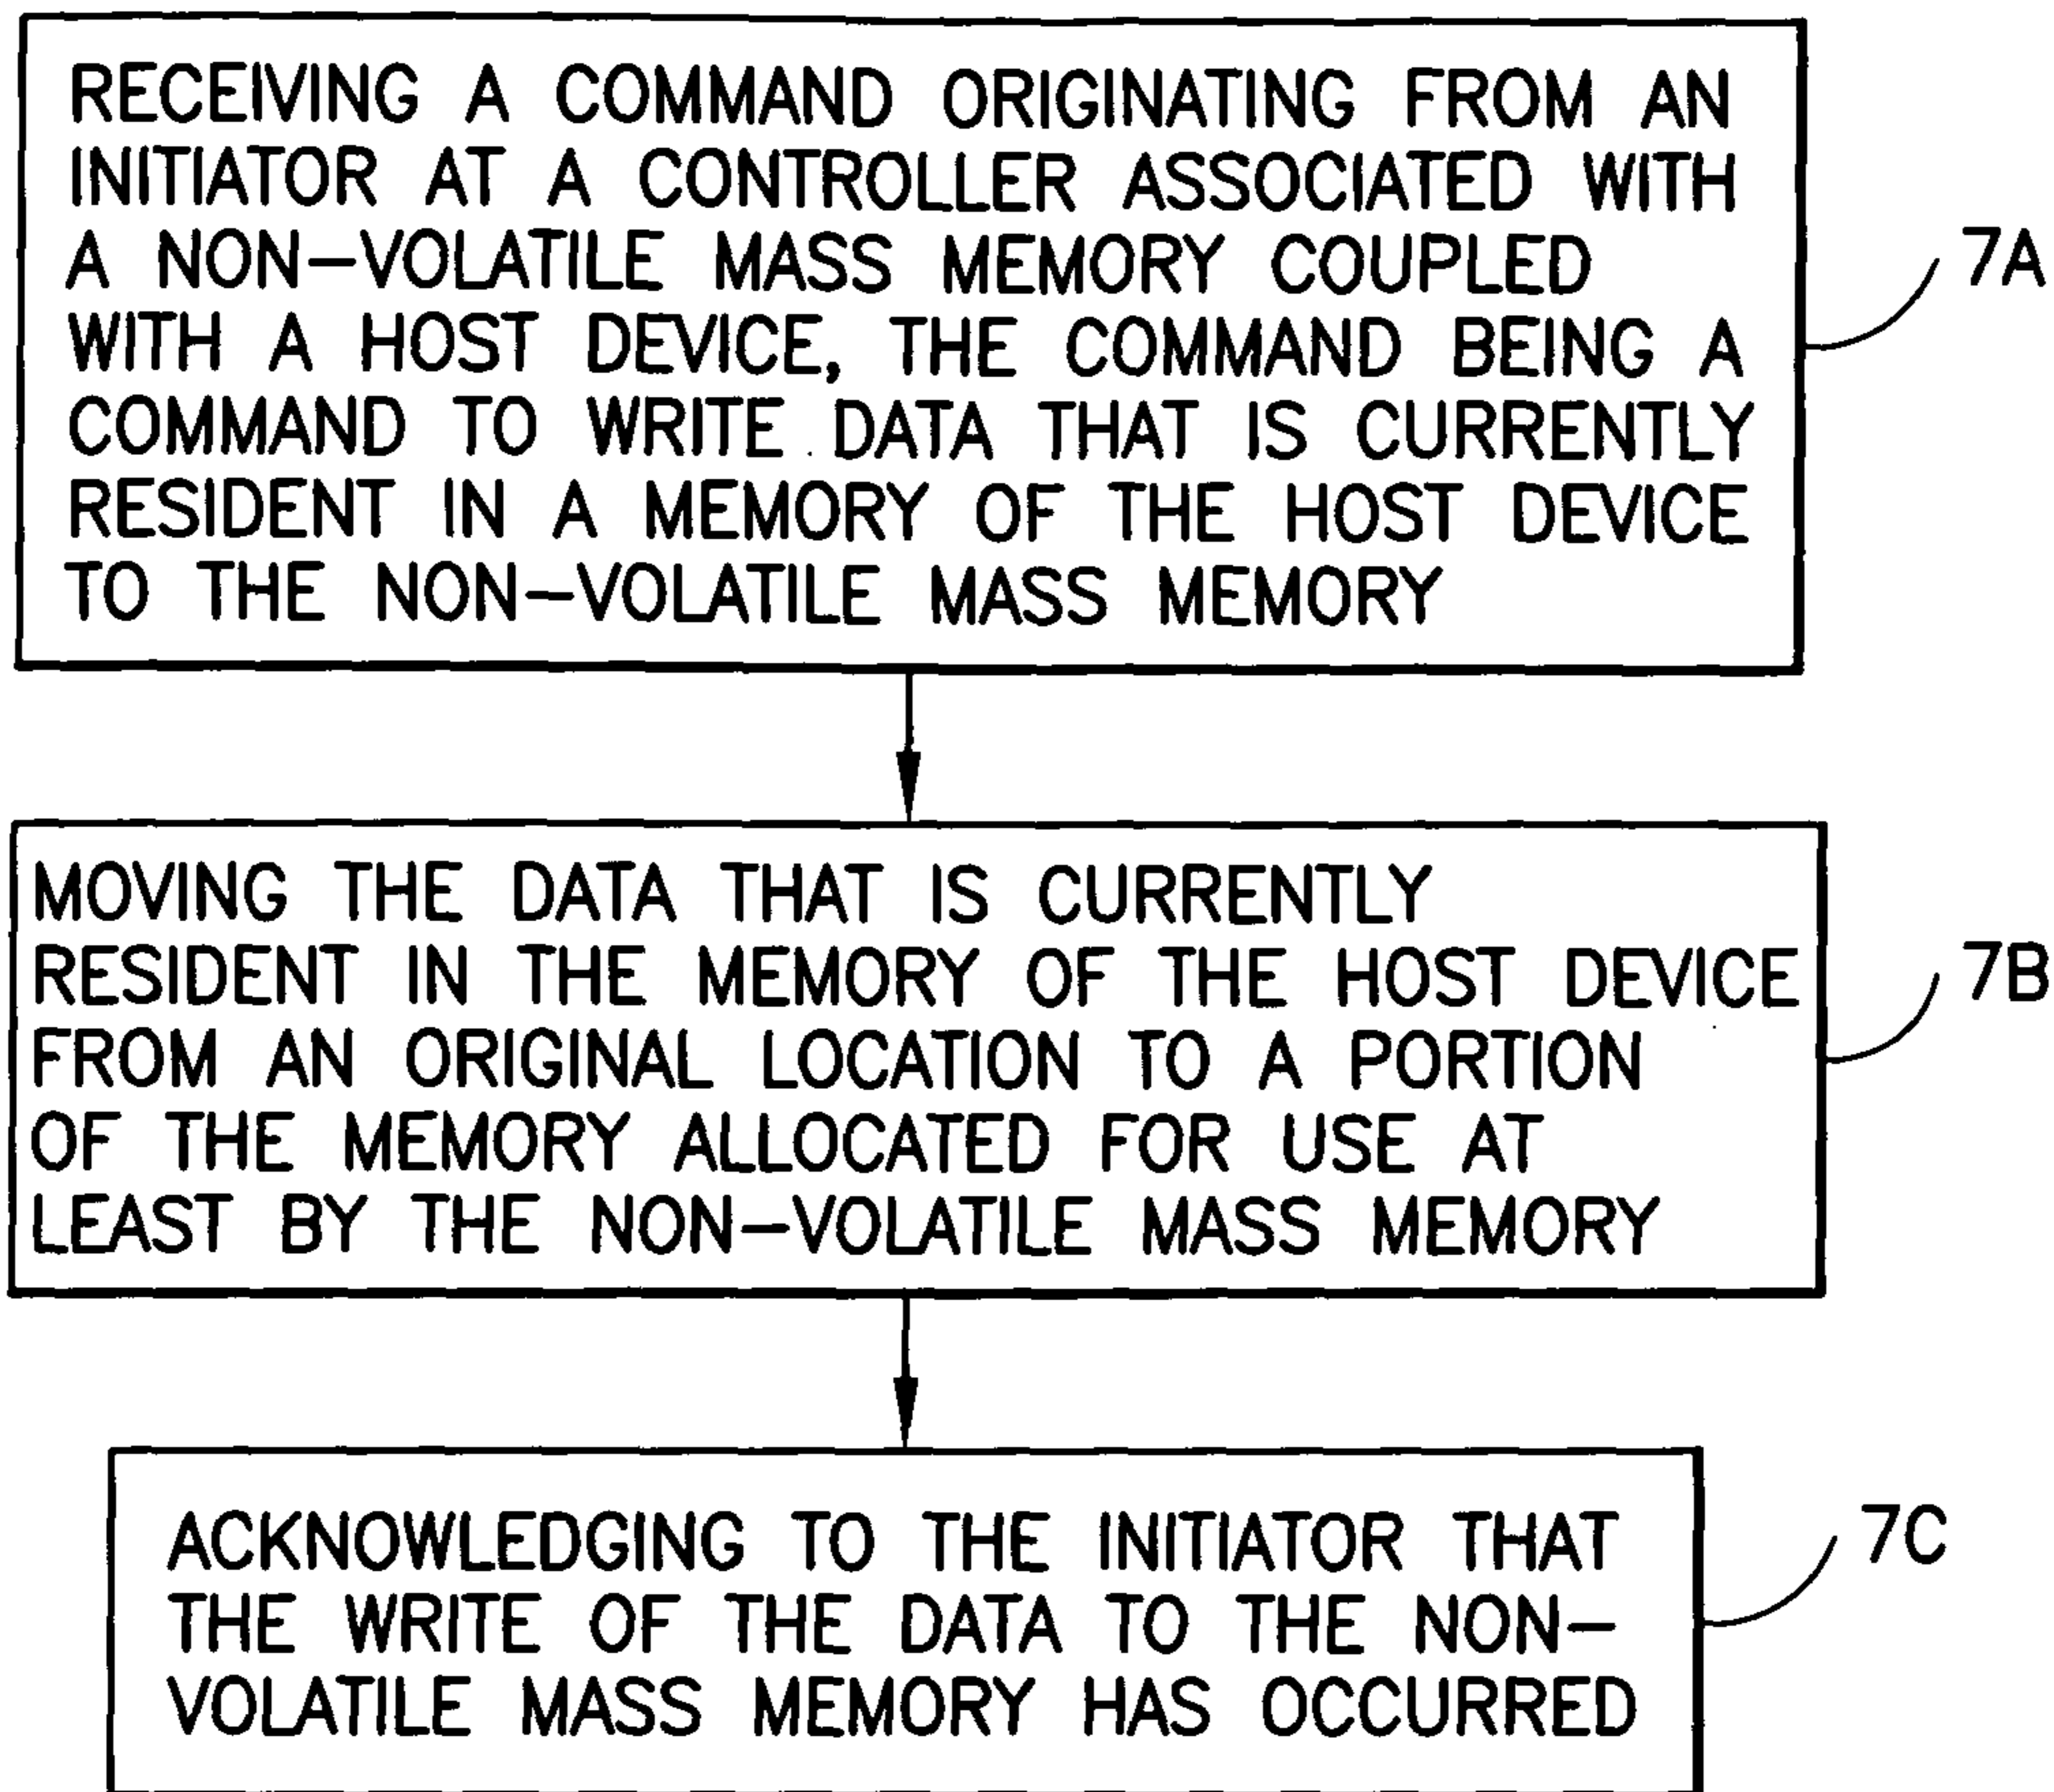 RECEIVING A COMMAND ORIGINATING FROM AN
INITIATOR AT A CONTROLLER ASSOCIATED WITH
A NON-VOLATILE MASS MEMORY COUPLED
WITH A HOST DEVICE, THE COMMAND BEING A
COMMAND TO WRITE DATA THAT IS CURRENTLY
RESIDENT IN A MEMORY OF THE HOST DEVICE
TO THE NON-VOLATILE MASS MEMORY
7A
MOVING THE DATA THAT IS CURRENTLY
RESIDENT IN THE MEMORY OF THE HOST DEVICE
FROM AN ORIGINAL LOCATION TO A PORTION
OF THE MEMORY ALLOCATED FOR USE AT
LEAST BY THE NON-VOLATILE MASS MEMORY
7B
ACKNOWLEDGING TO THE INITIATOR THAT
THE WRITE OF THE DATA TO THE NON-
VOLATILE MASS MEMORY HAS OCCURRED
7C